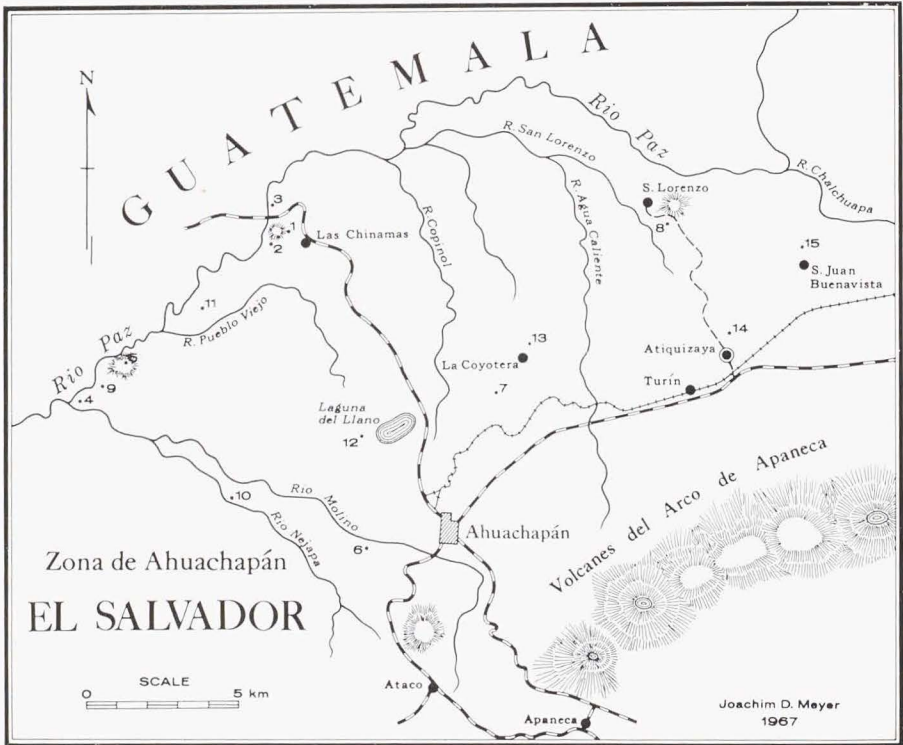 GUATEMALA
N
Rio Paz
R. San Lorenzo
R. Chalchuapa
S. Lorenzo
8
3
1
2
Las Chinamas
R. Copinol
R. Agua Caliente
15
S. Juan
Buenavista
11
R. Pueblo Viejo
Rio Paz
5
9
4
13
La Coyotera
7
14
Atiquizaya
Turín
Laguna
del Llano
12
10
Rio Molino
Rio Nejapa
6
Ahuachapán
Volcanes del Arco de Apaneca
Zona de Ahuachapán
EL SALVADOR
SCALE
0 5 km
Ataco
Apaneca
Joachim D. Meyer
1967